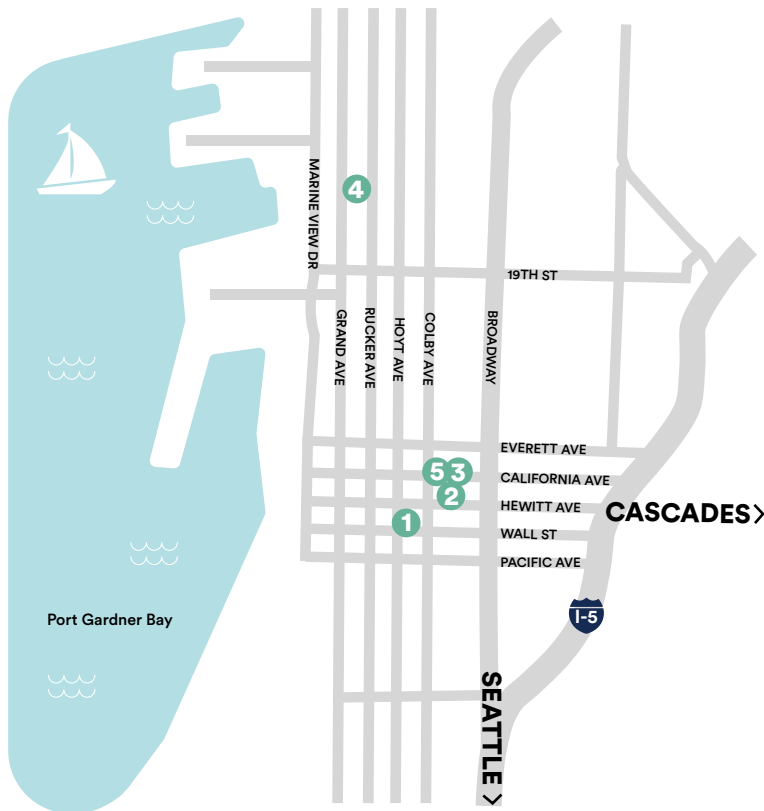 4
MARINE VIEW DR
19TH ST
GRAND AVE
RUCKER AVE
HOYT AVE
COLBY AVE
BROADWAY
EVERETT AVE
5
3
CALIFORNIA AVE
2
HEWITT AVE
CASCADES>
1
WALL ST
PACIFIC AVE
I-5
Port Gardner Bay
SEATTLE >